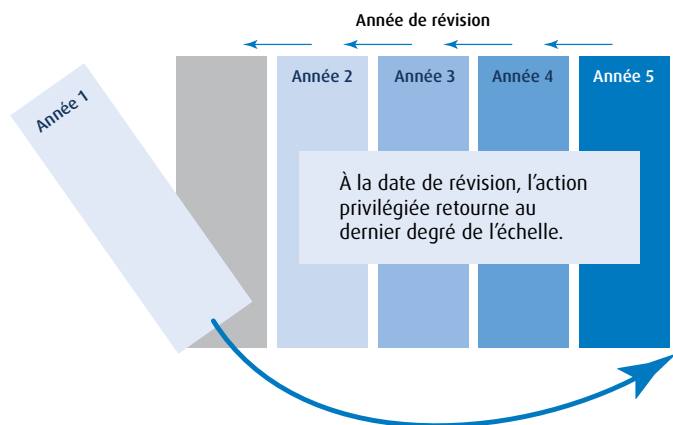 Année de révision
Année 1
Année 2
Année 3
Année 4
Année 5
À la date de révision, l’action
privilégiée retourne au
dernier degré de l’échelle.